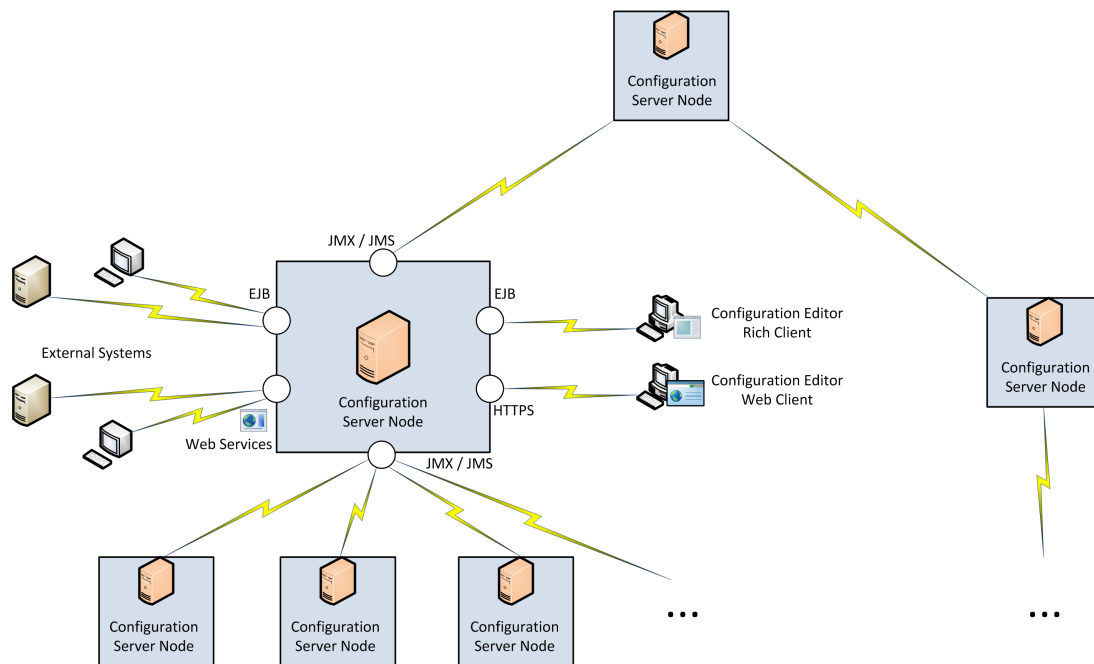 Configuration
Server Node
JMX / JMS
EJB
EJB
External Systems
Configuration Editor
Rich Client
Configuration
Server Node
Configuration
Server Node
Configuration Editor
Web Client
HTTPS
Web Services
JMX / JMS
Configuration
Server Node
Configuration
Server Node
Configuration
Server Node
...
...